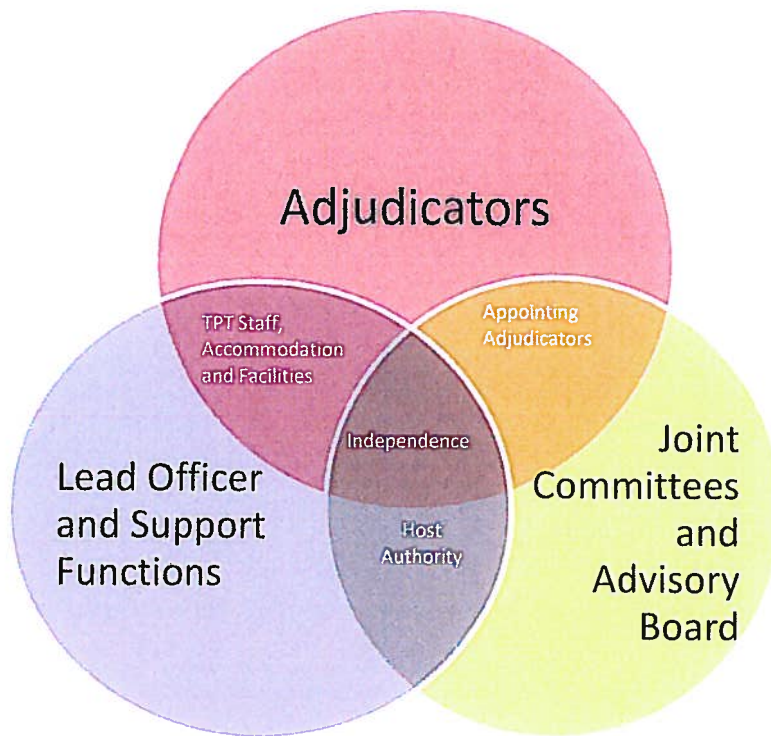 Adjudicators
TPT Staff,
Accommodation
and Facilities
Appointing
Adjudicators
Independence
Lead Officer
and Support
Functions
Host
Authority
Joint
Committees
and
Advisory
Board